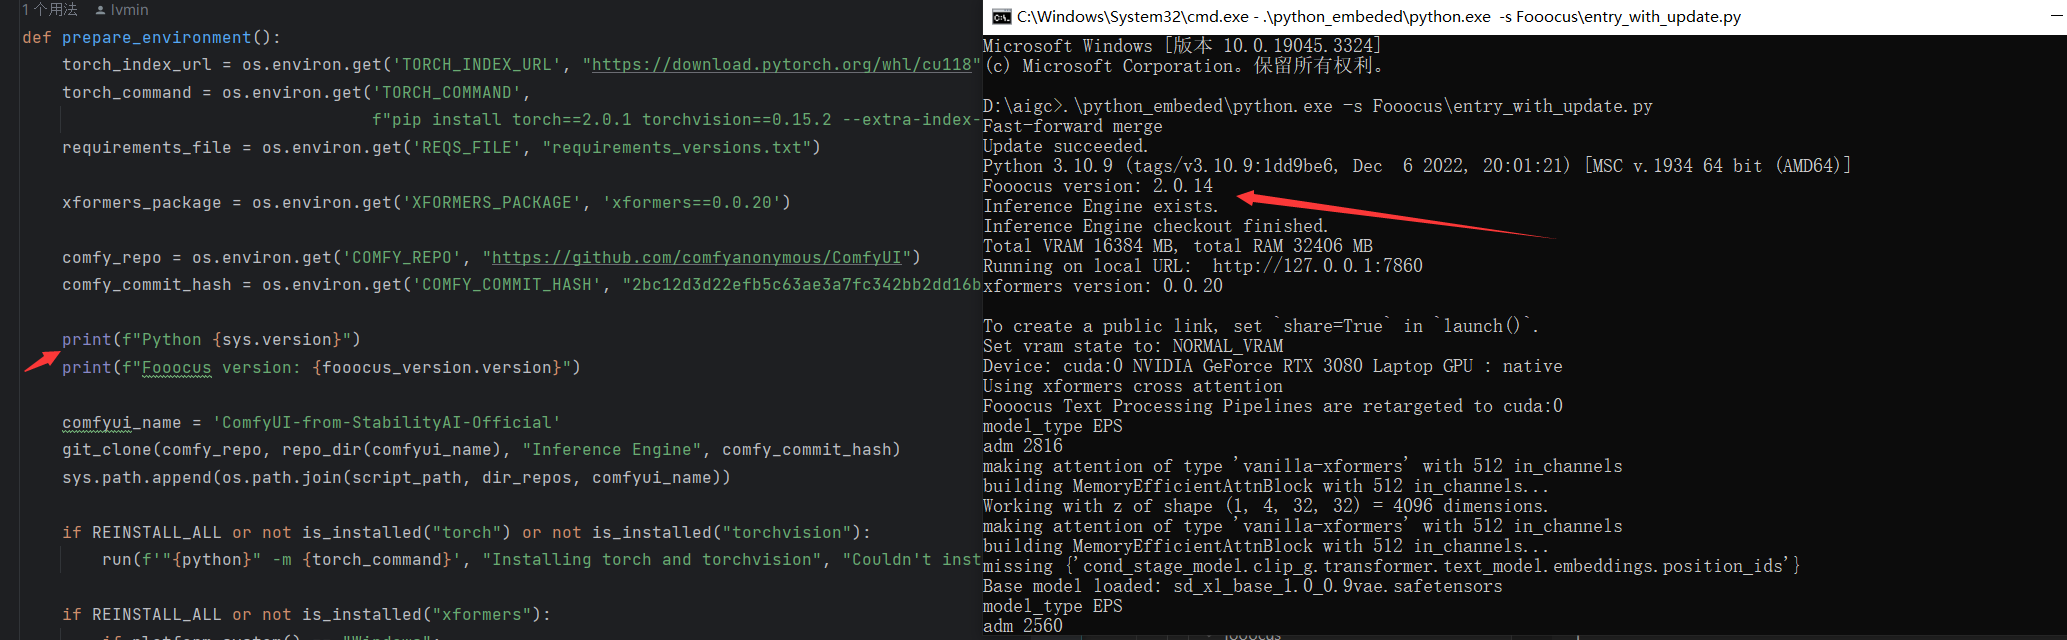 1 个用法 lvmin
def prepare_environment():
torch_index_url = os.environ.get('TORCH_INDEX_URL', "https://download.pytorch.org/whl/cu118"
torch_command = os.environ.get('TORCH_COMMAND',
f"pip install torch==2.0.1 torchvision==0.15.2 --extra-index-
requirements_file = os.environ.get('REQS_FILE', "requirements_versions.txt")
xformers_package = os.environ.get('XFORMERS_PACKAGE', 'xformers==0.0.20')
comfy_repo = os.environ.get('COMFY_REPO', "https://github.com/comfyanonymous/ComfyUI")
comfy_commit_hash = os.environ.get('COMFY_COMMIT_HASH', "2bc12d3d22efb5c63ae3a7fc342bb2dd16b
print(f"Python {sys.version}")
print(f"Fooocus version: {fooocus_version.version}")
comfyui_name = 'ComfyUI-from-StabilityAI-Official'
git_clone(comfy_repo, repo_dir(comfyui_name), "Inference Engine", comfy_commit_hash)
sys.path.append(os.path.join(script_path, dir_repos, comfyui_name))
if REINSTALL_ALL or not is_installed("torch") or not is_installed("torchvision"):
run(f'"{python}" -m {torch_command}', "Installing torch and torchvision", "Couldn't inst
if REINSTALL_ALL or not is_installed("xformers"):
if platform.system() == "Windows":
C:\Windows\System32\cmd.exe - .\python_embeded\python.exe -s Fooocus\entry_with_update.py
Microsoft Windows [版本 10.0.19045.3324]
(c) Microsoft Corporation。保留所有权利。
D:\aigc>.\python_embeded\python.exe -s Fooocus\entry_with_update.py
Fast-forward merge
Update succeeded.
Python 3.10.9 (tags/v3.10.9:1dd9be6, Dec  6 2022, 20:01:21) [MSC v.1934 64 bit (AMD64)]
Fooocus version: 2.0.14
Inference Engine exists.
Inference Engine checkout finished.
Total VRAM 16384 MB, total RAM 32406 MB
Running on local URL:  http://127.0.0.1:7860
xformers version: 0.0.20
To create a public link, set `share=True` in `launch()`.
Set vram state to: NORMAL_VRAM
Device: cuda:0 NVIDIA GeForce RTX 3080 Laptop GPU : native
Using xformers cross attention
Fooocus Text Processing Pipelines are retargeted to cuda:0
model_type EPS
adm 2816
making attention of type 'vanilla-xformers' with 512 in_channels
building MemoryEfficientAttnBlock with 512 in_channels...
Working with z of shape (1, 4, 32, 32) = 4096 dimensions.
making attention of type 'vanilla-xformers' with 512 in_channels
building MemoryEfficientAttnBlock with 512 in_channels...
missing {'cond_stage_model.clip_g.transformer.text_model.embeddings.position_ids'}
Base model loaded: sd_xl_base_1.0_0.9vae.safetensors
model_type EPS
adm 2560